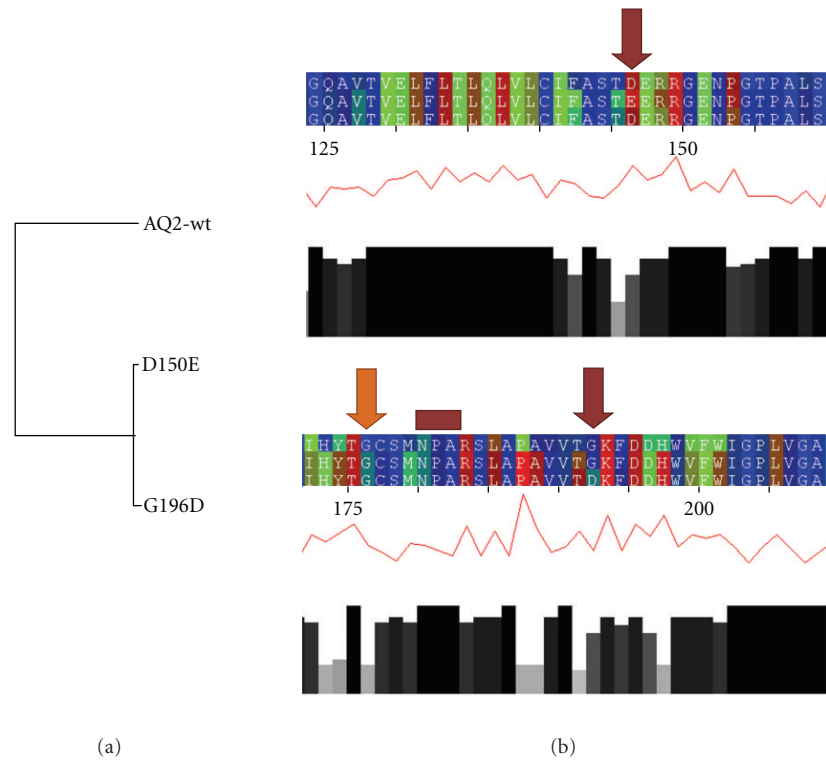 GQAVTVELFLTLQLVLCIFASTDERRGENPGTPALS
GQAVTVELFLTLQLVLCIFASTEERRGENPGTPALS
GQAVTVELFLTLQLVLCIFASTDERRGENPGTPALS
125 150
AQ2-wt
D150E
G196D
IHYTGCSMNPARSLAPAVVTGKFDDHWVFWIGPLVGA
IHYTGCSMNPARSLAPAVVTGKFDDHWVFWIGPLVGA
IHYTGCSMNPARSLAPAVVTDKFDDHWVFWIGPLVGA
175 200
(a) (b)